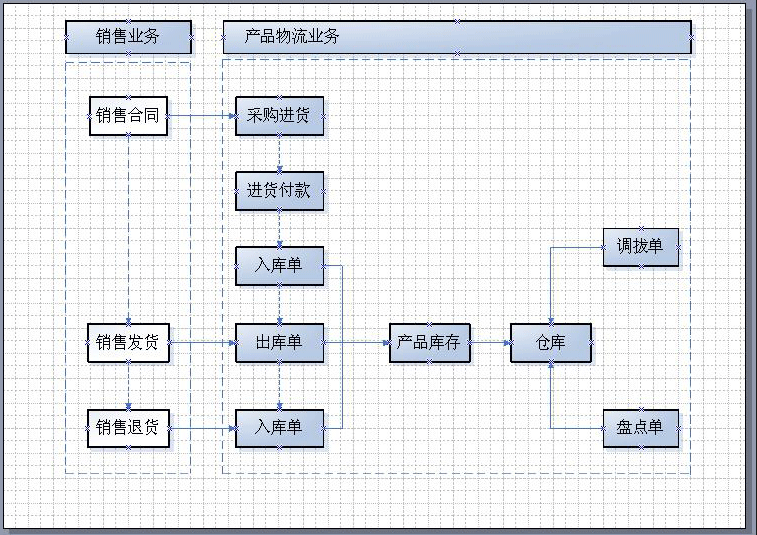 销售业务
产品物流业务
销售合同
采购进货
进货付款
入库单
调拔单
销售发货
出库单
产品库存
仓库
销售退货
入库单
盘点单